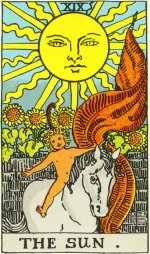 XIX
THE SUN .